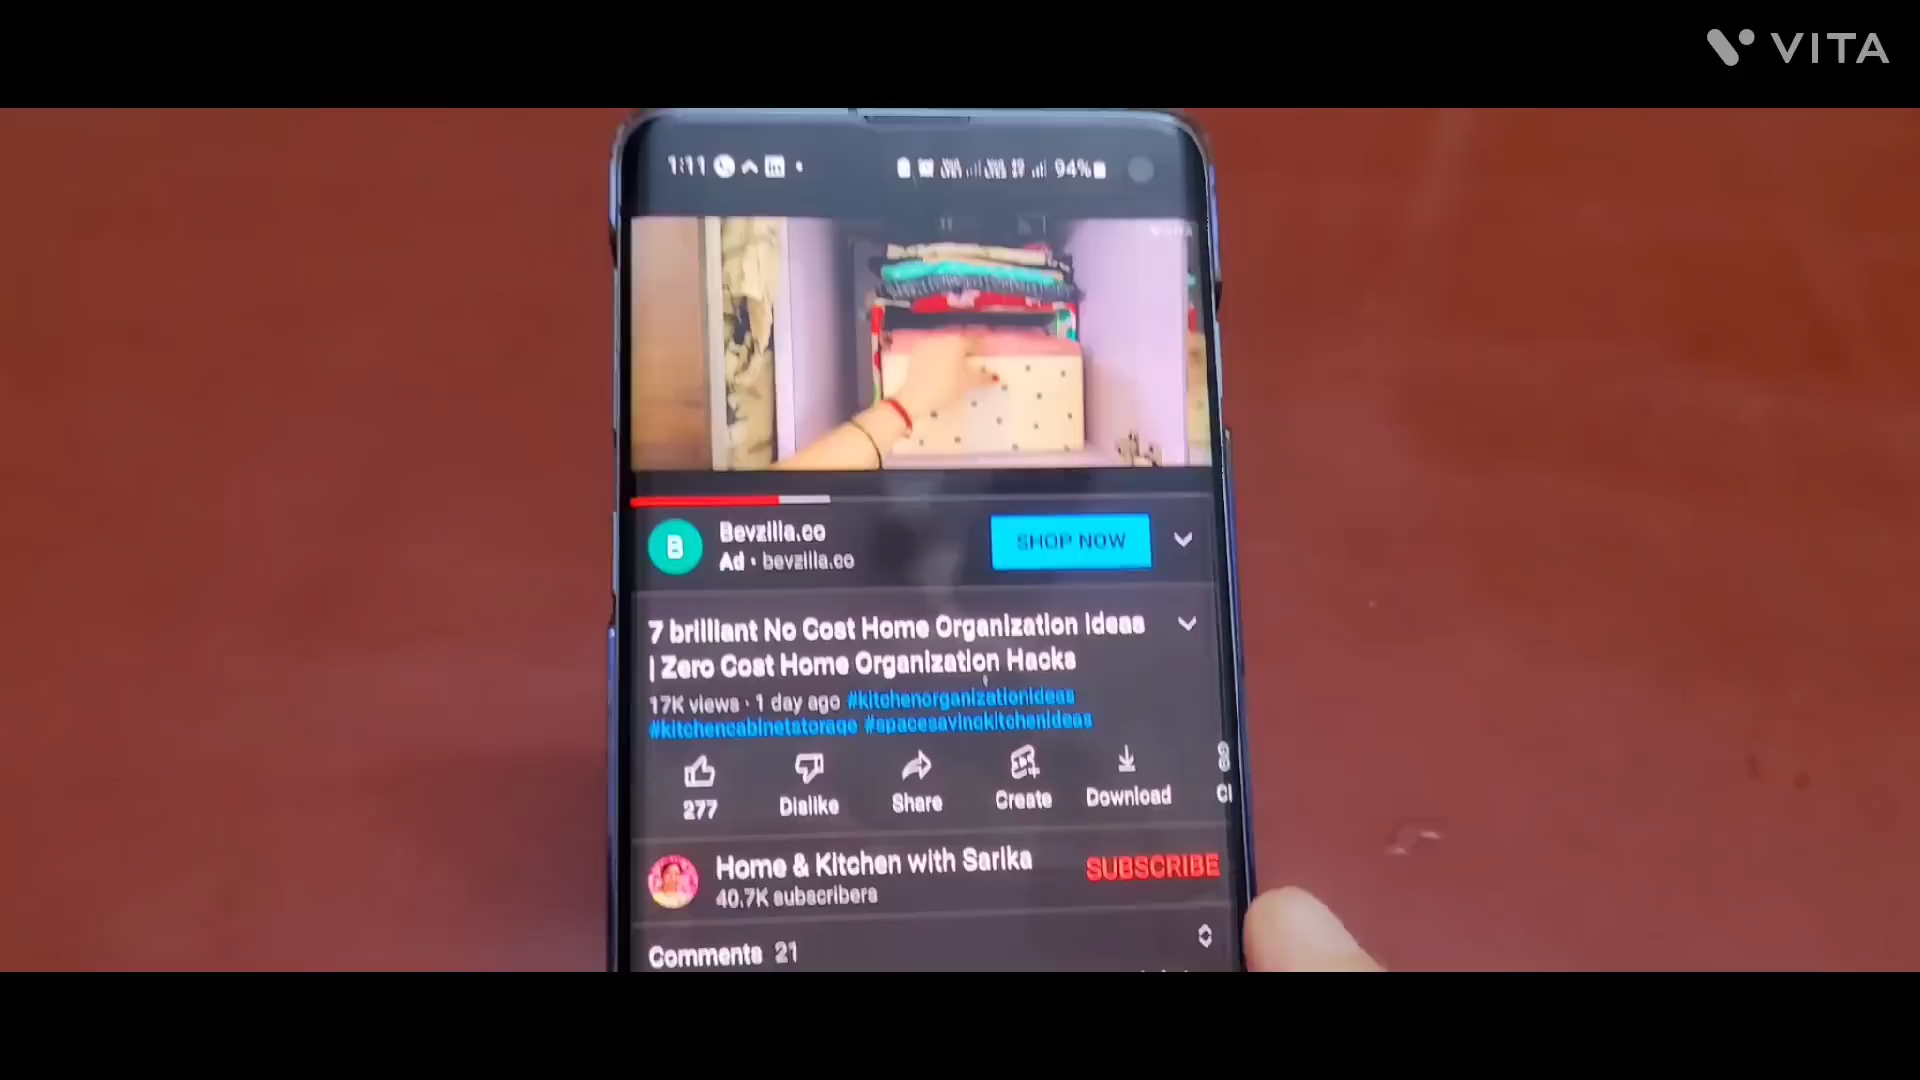 VITA
1:11 94%
Bevzilla.co
B
SHOP NOW
Ad • bevzilla.co
7 brilliant No Cost Home Organization Ideas
| Zero Cost Home Organization Hacks
17K views · 1 day ago #kitchenorganizationideas
#kitchencabinetstorage #spacesavingkitchenideas
277 Dislike Share Create Download Cl
Home & Kitchen with Sarika
SUBSCRIBE
40.7K subscribers
Comments 21